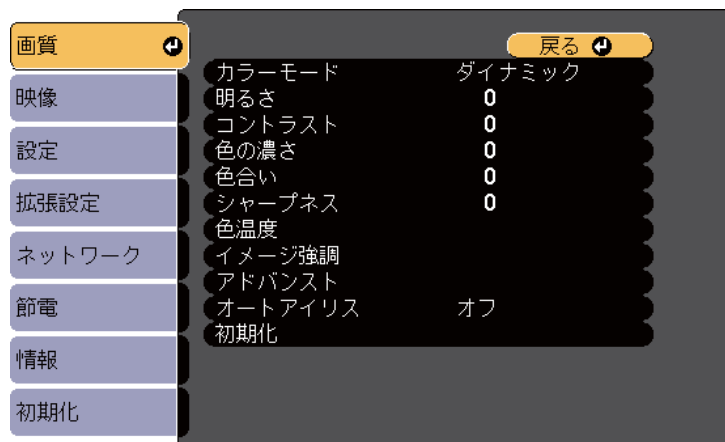 画質
映像
設定
拡張設定
ネットワーク
節電
情報
初期化
戻る
カラーモード ダイナミック
明るさ 0
コントラスト 0
色の濃さ 0
色合い 0
シャープネス 0
色温度
イメージ強調
アドバンスト
オートアイリス オフ
初期化